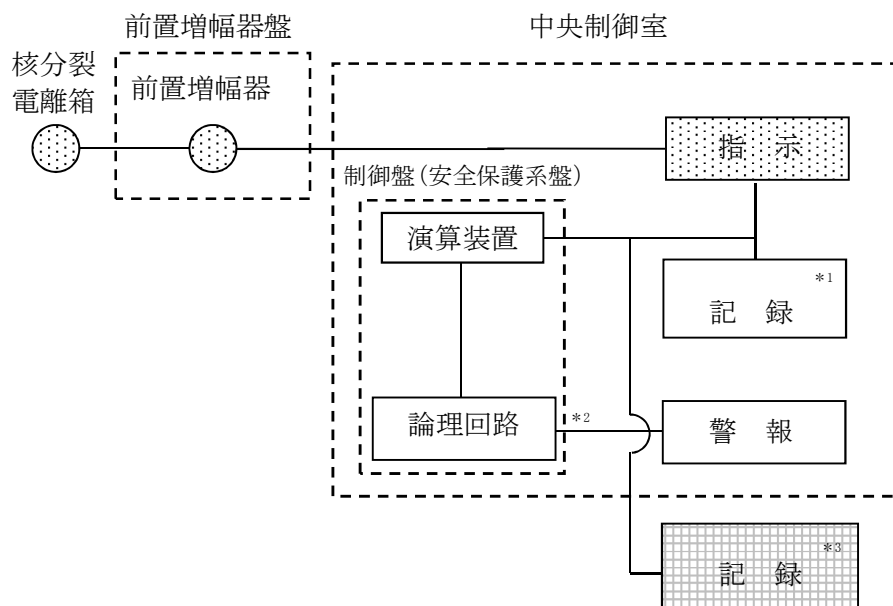 前置増幅器盤
中央制御室
核分裂
電離箱
前置増幅器
指 示
制御盤(安全保護系盤)
演算装置
記 録 *1
論理回路
*2
警 報
記 録 *3